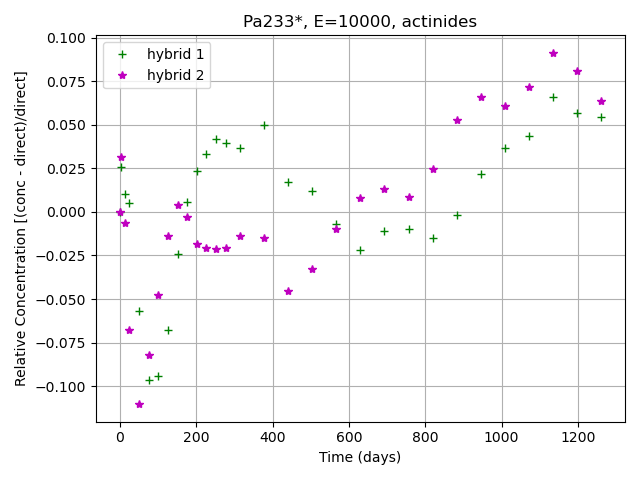 Pa233*, E=10000, actinides
hybrid 1
hybrid 2
Relative Concentration [(conc - direct)/direct]
0.100
0.075
0.050
0.025
0.000
−0.025
−0.050
−0.075
−0.100
0 200 400 600 800 1000 1200
Time (days)